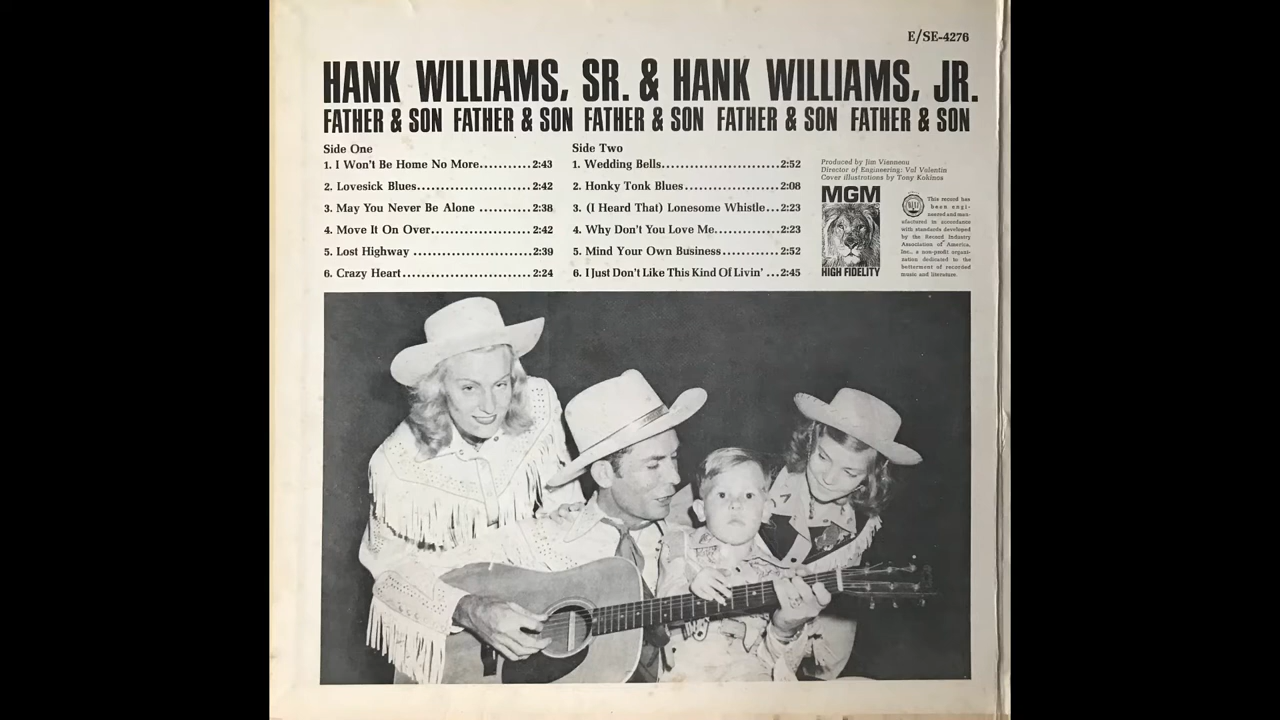 E/SE-4276
HANK WILLIAMS, SR. & HANK WILLIAMS, JR.
FATHER & SON FATHER & SON FATHER & SON FATHER & SON FATHER & SON
Side One
1. I Won't Be Home No More...........2:43
2. Lovesick Blues.........................2:42
3. May You Never Be Alone ............2:38
4. Move It On Over......................2:42
5. Lost Highway ..........................2:39
6. Crazy Heart............................2:24
Side Two
1. Wedding Bells..........................2:52
2. Honky Tonk Blues.....................2:08
3. (I Heard That) Lonesome Whistle...2:23
4. Why Don't You Love Me..............2:23
5. Mind Your Own Business............2:52
6. I Just Don't Like This Kind Of Livin' ...2:45
Produced by Jim Vienneau
Director of Engineering: Val Valentin
Cover illustrations by Tony Kokinos
MGM
HIGH FIDELITY
This record has
been engi-
neered and man-
ufactured in accordance
with standards developed
by the Record Industry
Association of America,
Inc., a non-profit organi-
zation dedicated to the
betterment of recorded
music and literature.